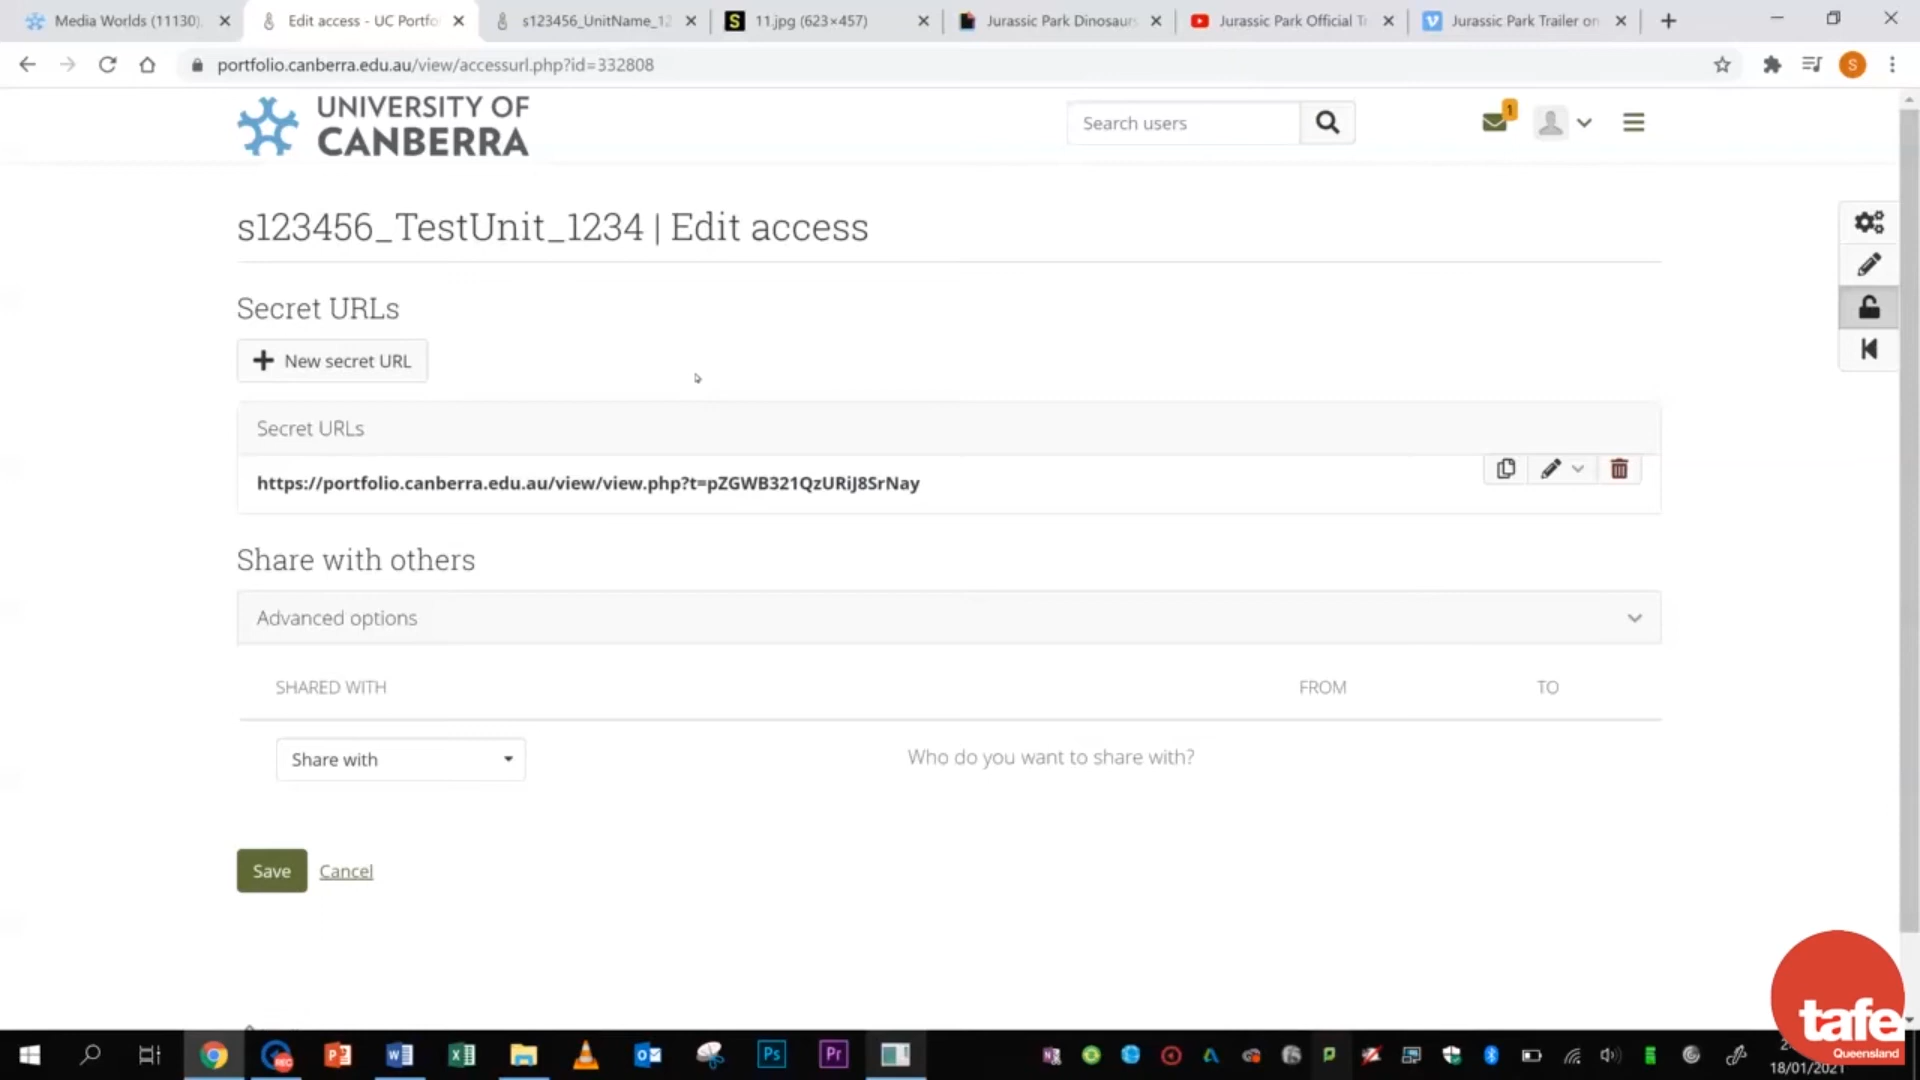 Media Worlds (11130)
Edit access - UC Portfo
s123456_UnitName_12
11.jpg (623×457)
Jurassic Park Dinosaurs
Jurassic Park Official Tr
Jurassic Park Trailer on
portfolio.canberra.edu.au/view/accessurl.php?id=332808
S
UNIVERSITY OF
CANBERRA
Search users
1
s123456_TestUnit_1234 | Edit access
Secret URLs
New secret URL
Secret URLs
https://portfolio.canberra.edu.au/view/view.php?t=pZGWB321QzURiJ8SrNay
Share with others
Advanced options
SHARED WITH
FROM
TO
Share with
Who do you want to share with?
Save
Cancel
tafe
Queensland
18/01/2021